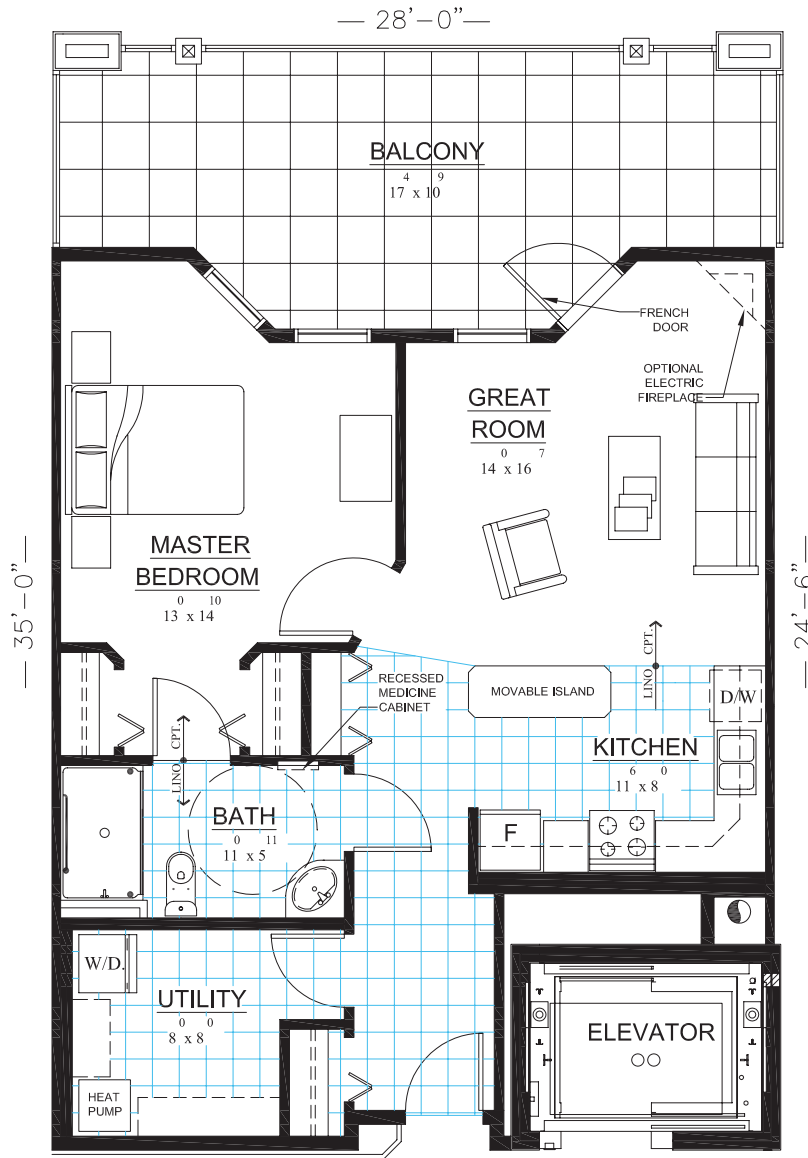 28'-0"
BALCONY
4 9
17 x 10
FRENCH
DOOR
OPTIONAL
ELECTRIC
FIREPLACE
GREAT
ROOM
0 7
14 x 16
MASTER
BEDROOM
0 10
13 x 14
35'-0"
24'-6"
LINO. CPT.
RECESSED
MEDICINE
CABINET
MOVABLE ISLAND
D/W
LINO. CPT.
KITCHEN
6 0
11 x 8
BATH
0 11
11 x 5
F
W/D.
UTILITY
0 0
8 x 8
ELEVATOR
HEAT
PUMP